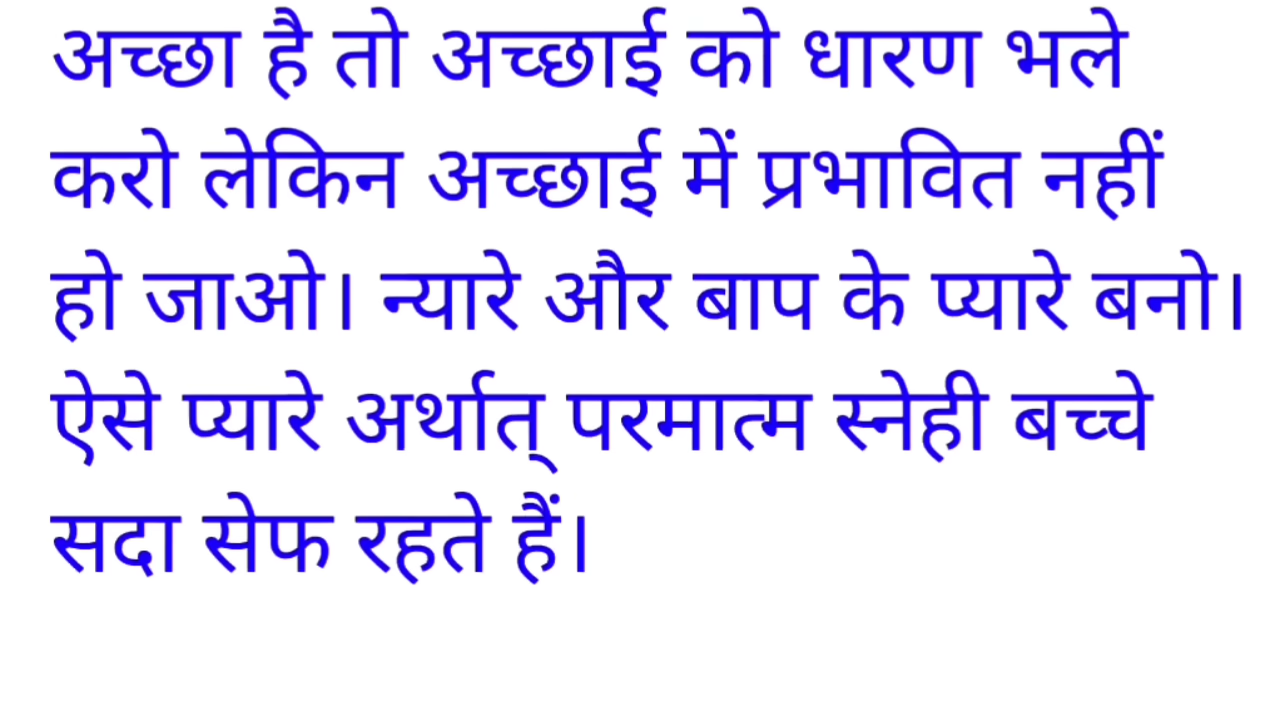 अच्छा है तो अच्छाई को धारण भले
करो लेकिन अच्छाई में प्रभावित नहीं
हो जाओ। न्यारे और बाप के प्यारे बनो।
ऐसे प्यारे अर्थात् परमात्म स्नेही बच्चे
सदा सेफ रहते हैं।